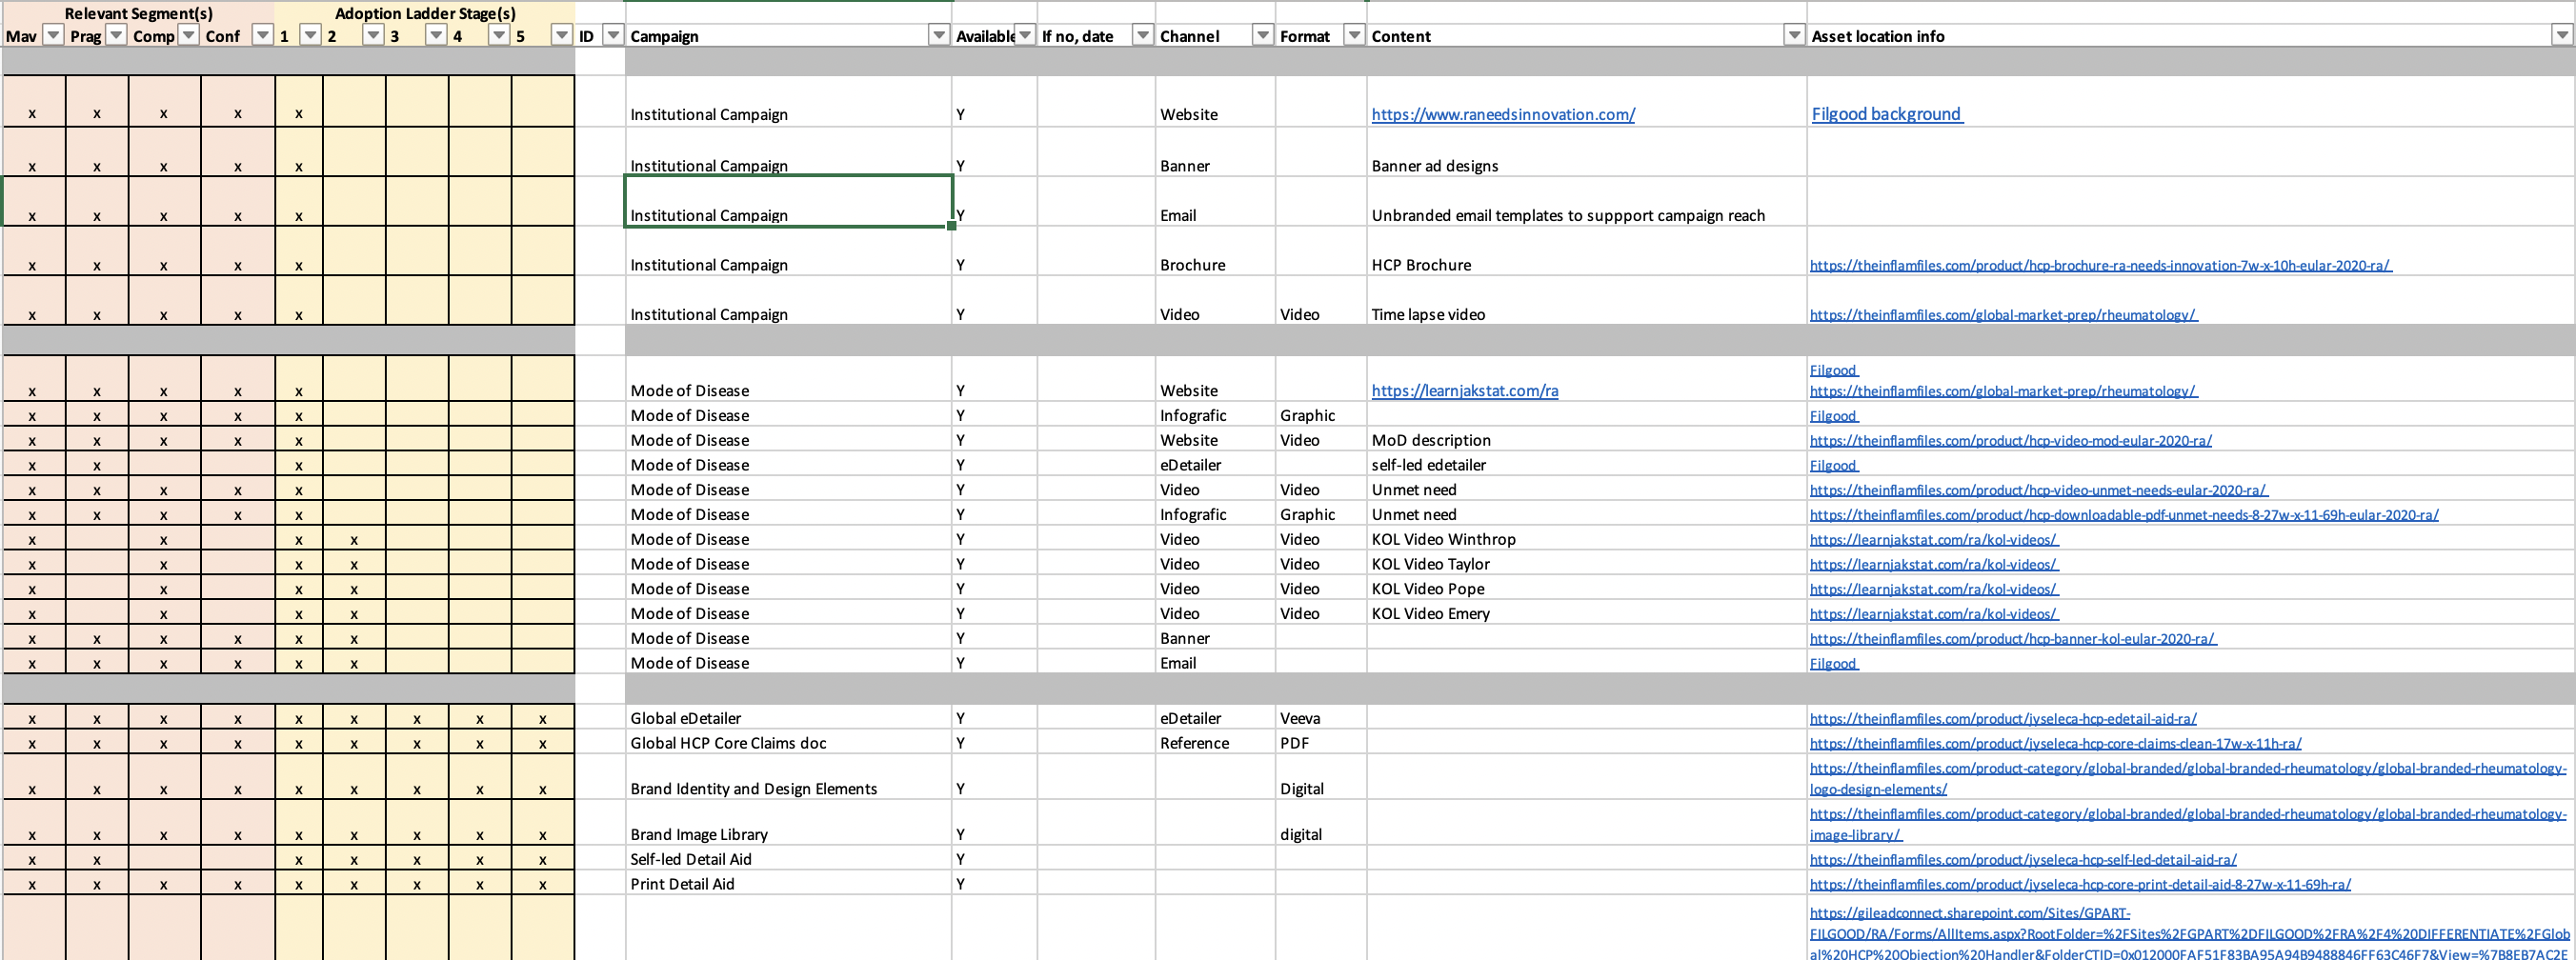 Relevant Segment(s) Adoption Ladder Stage(s)
Mav Prag Comp Conf 1 2 3 4 5 ID Campaign Available If no, date Channel Format Content Asset location info
x x x x x Institutional Campaign Y Website https://www.raneedsinnovation.com/ Filgood background
x x x x x Institutional Campaign Y Banner Banner ad designs
x x x x x Institutional Campaign Y Email Unbranded email templates to suppport campaign reach
x x x x x Institutional Campaign Y Brochure HCP Brochure https://theinflamfiles.com/product/hcp-brochure-ra-needs-innovation-7w-x-10h-eular-2020-ra/
x x x x x Institutional Campaign Y Video Video Time lapse video https://theinflamfiles.com/global-market-prep/rheumatology/
Filgood
x x x x x Mode of Disease Y Website https://learnjakstat.com/ra https://theinflamfiles.com/global-market-prep/rheumatology/
x x x x x Mode of Disease Y Infografic Graphic Filgood
x x x x x Mode of Disease Y Website Video MoD description https://theinflamfiles.com/product/hcp-video-mod-eular-2020-ra/
x x x Mode of Disease Y eDetailer self-led edetailer Filgood
x x x x x Mode of Disease Y Video Video Unmet need https://theinflamfiles.com/product/hcp-video-unmet-needs-eular-2020-ra/
x x x x x Mode of Disease Y Infografic Graphic Unmet need https://theinflamfiles.com/product/hcp-downloadable-pdf-unmet-needs-8-27w-x-11-69h-eular-2020-ra/
x x x x Mode of Disease Y Video Video KOL Video Winthrop https://learnjakstat.com/ra/kol-videos/
x x x x Mode of Disease Y Video Video KOL Video Taylor https://learnjakstat.com/ra/kol-videos/
x x x x Mode of Disease Y Video Video KOL Video Pope https://learnjakstat.com/ra/kol-videos/
x x x x Mode of Disease Y Video Video KOL Video Emery https://learnjakstat.com/ra/kol-videos/
x x x x x x Mode of Disease Y Banner https://theinflamfiles.com/product/hcp-banner-kol-eular-2020-ra/
x x x x x x Mode of Disease Y Email Filgood
x x x x x x x x x Global eDetailer Y eDetailer Veeva https://theinflamfiles.com/product/jyseleca-hcp-edetail-aid-ra/
x x x x x x x x x Global HCP Core Claims doc Y Reference PDF https://theinflamfiles.com/product/jyseleca-hcp-core-claims-clean-17w-x-11h-ra/
https://theinflamfiles.com/product-category/global-branded/global-branded-rheumatology/global-branded-rheumatology-
x x x x x x x x x Brand Identity and Design Elements Y Digital logo-design-elements/
https://theinflamfiles.com/product-category/global-branded/global-branded-rheumatology/global-branded-rheumatology-
x x x x x x x x x Brand Image Library Y digital image-library/
x x x x x x x Self-led Detail Aid Y https://theinflamfiles.com/product/jyseleca-hcp-self-led-detail-aid-ra/
x x x x x x x x x Print Detail Aid Y https://theinflamfiles.com/product/jyseleca-hcp-core-print-detail-aid-8-27w-x-11-69h-ra/
https://gileadconnect.sharepoint.com/Sites/GPART-
FILGOOD/RA/Forms/AllItems.aspx?RootFolder=%2FSites%2FGPART%2DFILGOOD%2FRA%2F4%20DIFFERENTIATE%2FGlob
al%20HCP%20Objection%20Handler&FolderCTID=0x012000FAF51F83BA95A94B9488846FF63C46F7&View=%7B8EB7AC2E